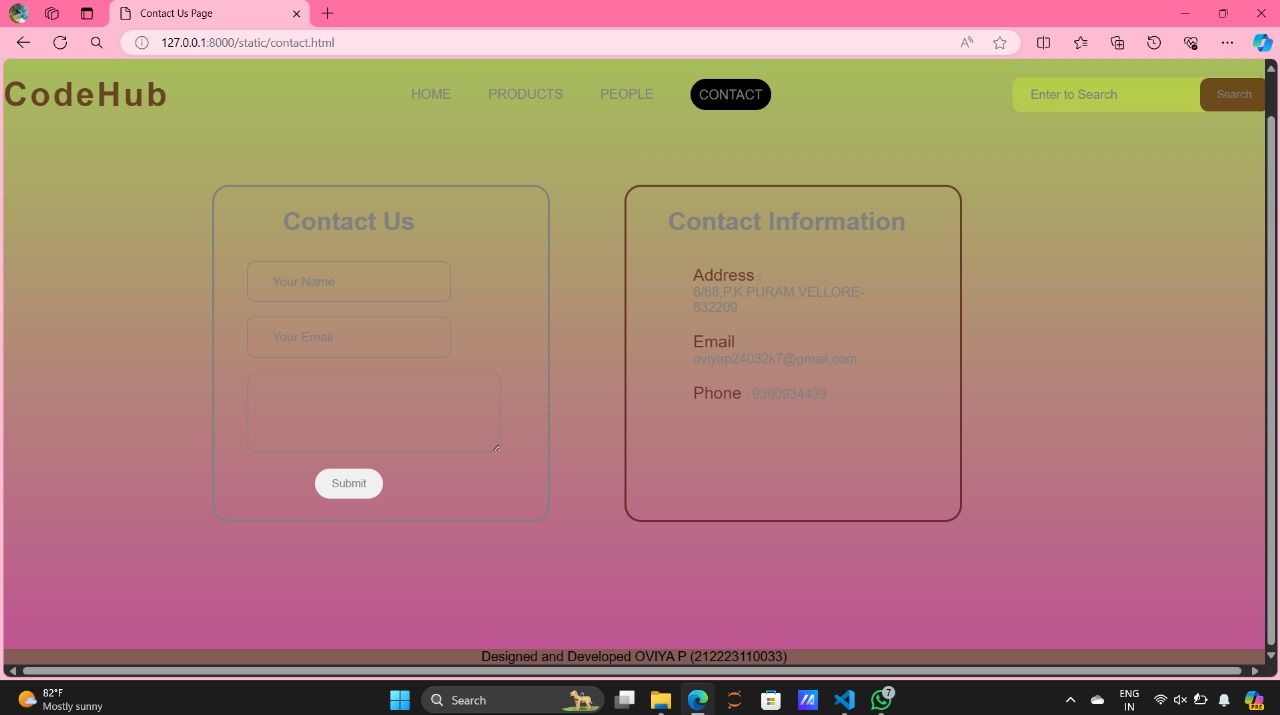 Contact Us Page
127.0.0.1:8000/static/contact.html
CodeHub
HOME
PRODUCTS
PEOPLE
CONTACT
Enter to Search
Search
Contact Us
Your Name
Your Email
Submit
Contact Information
Address :
6/68,P.K.PURAM,VELLORE-
632209
Email :
oviyap24032k7@gmail.com
Phone : 9360934439
Designed and Developed OVIYA P (212223110033)
82°F
Mostly sunny
Search
7
ENG
IN